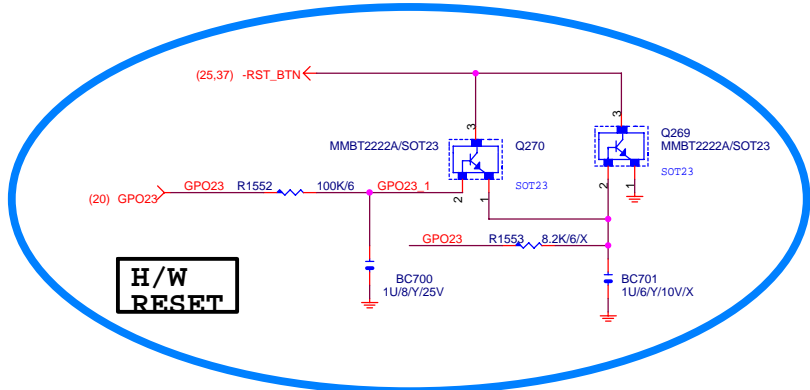 (25,37) -RST_BTN
3
3
Q269
MMBT2222A/SOT23
Q270
MMBT2222A/SOT23
SOT23
SOT23
2
1
2
1
(20) GPO23
GPO23
R1552
100K/6
GPO23_1
GPO23
R1553
8.2K/6/X
BC700
1U/8/Y/25V
BC701
1U/6/Y/10V/X
H/W
RESET